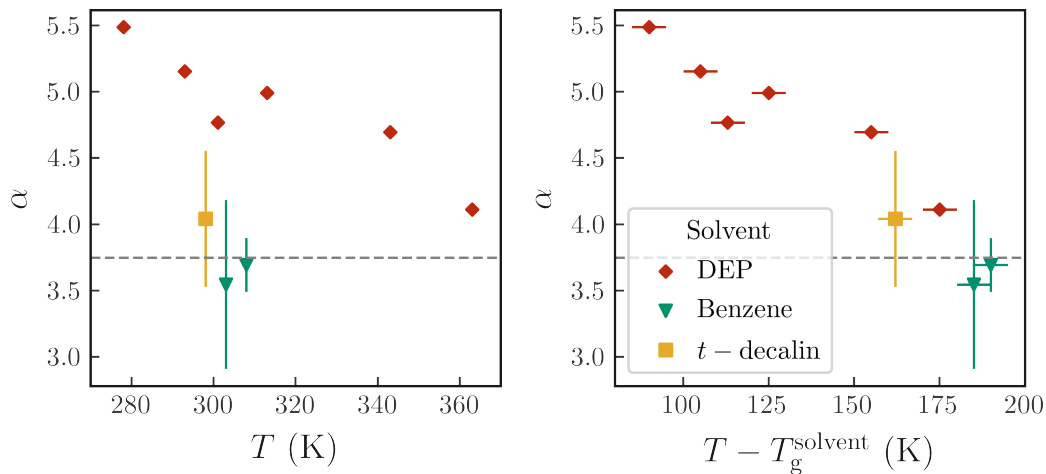 5.5
5.0
4.5
4.0
3.5
3.0
α
280
300
320
340
360
T (K)
5.5
5.0
4.5
4.0
3.5
3.0
α
Solvent
DEP
Benzene
t − decalin
100
125
150
175
200
T − T_g^solvent (K)